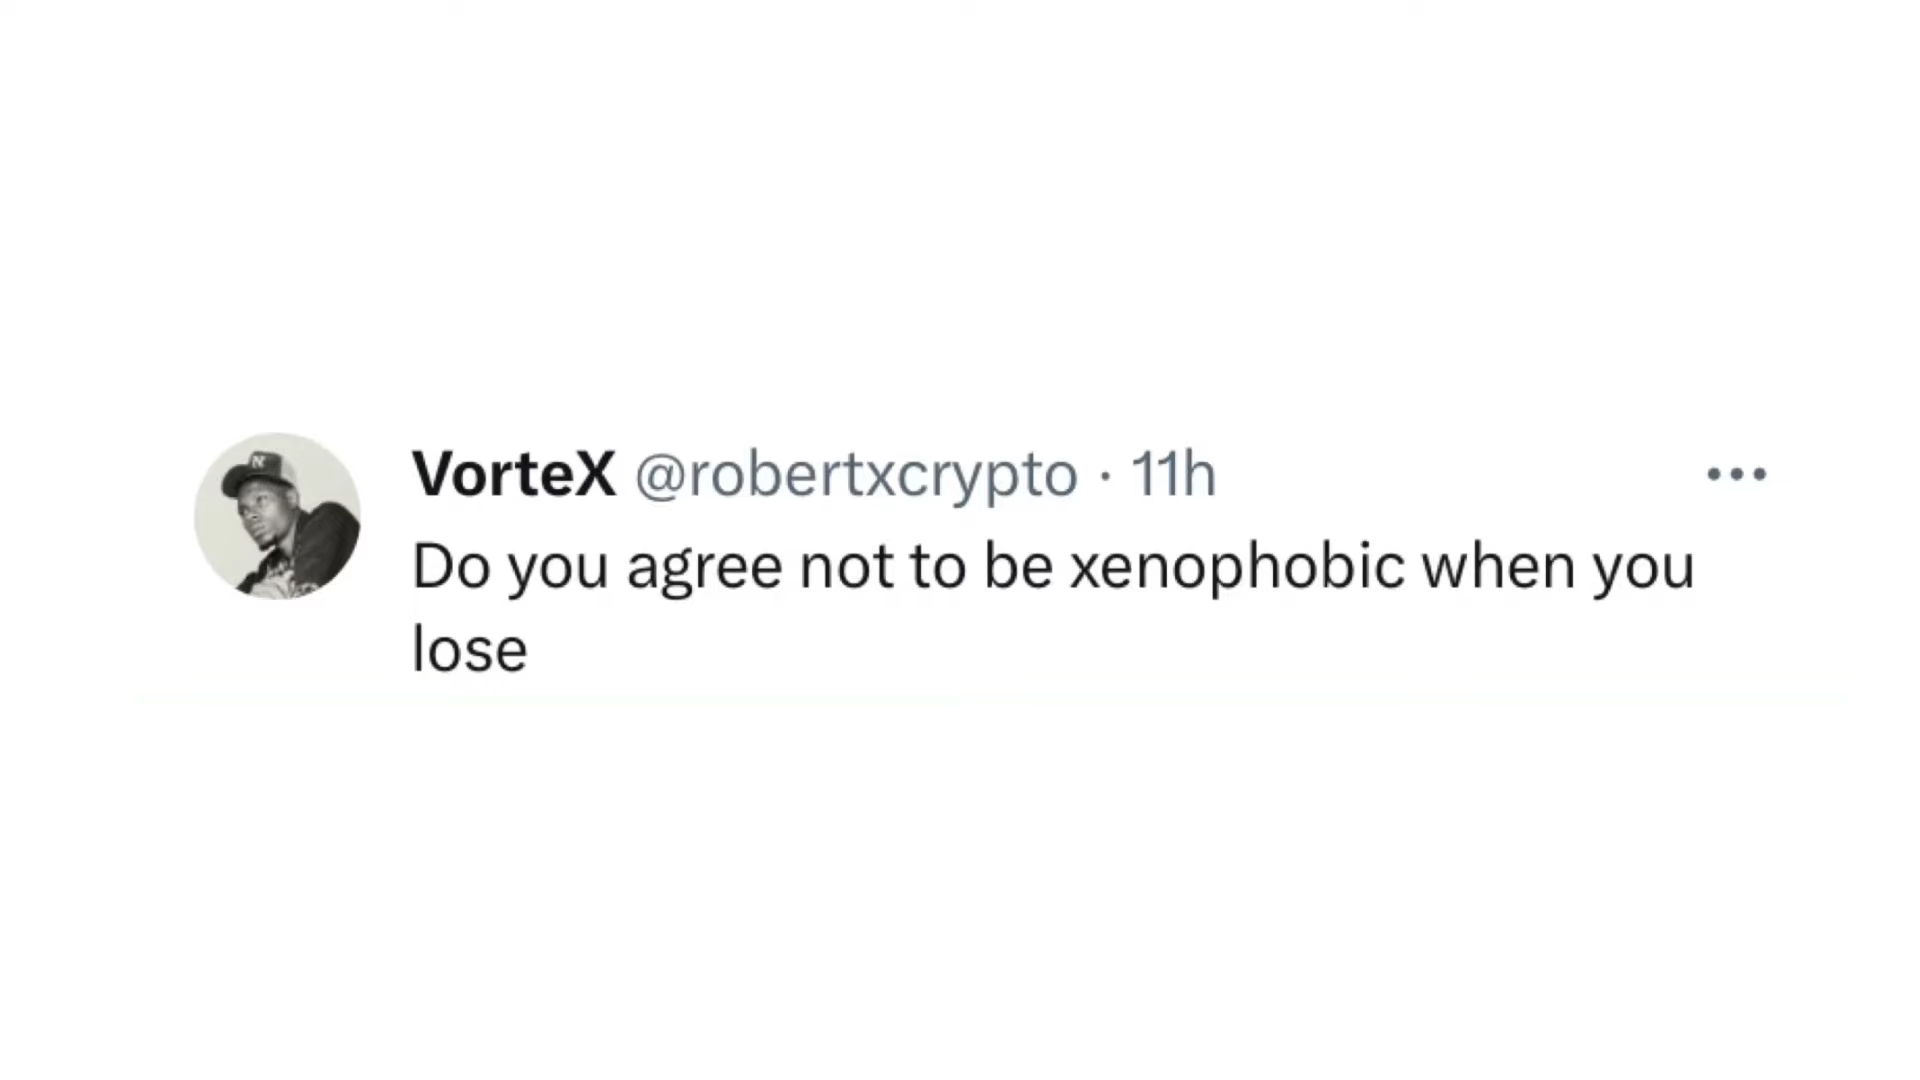 VorteX @robertxcrypto · 11h
Do you agree not to be xenophobic when you
lose